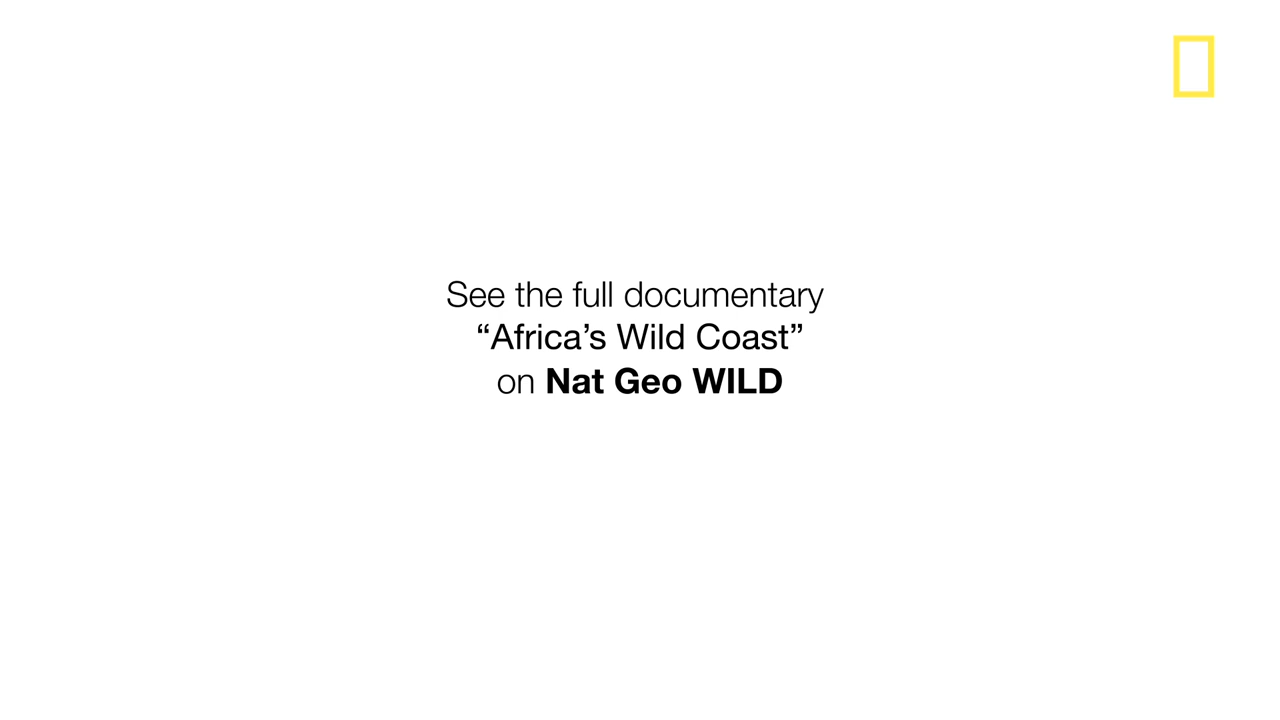 See the full documentary
“Africa’s Wild Coast”
on Nat Geo WILD